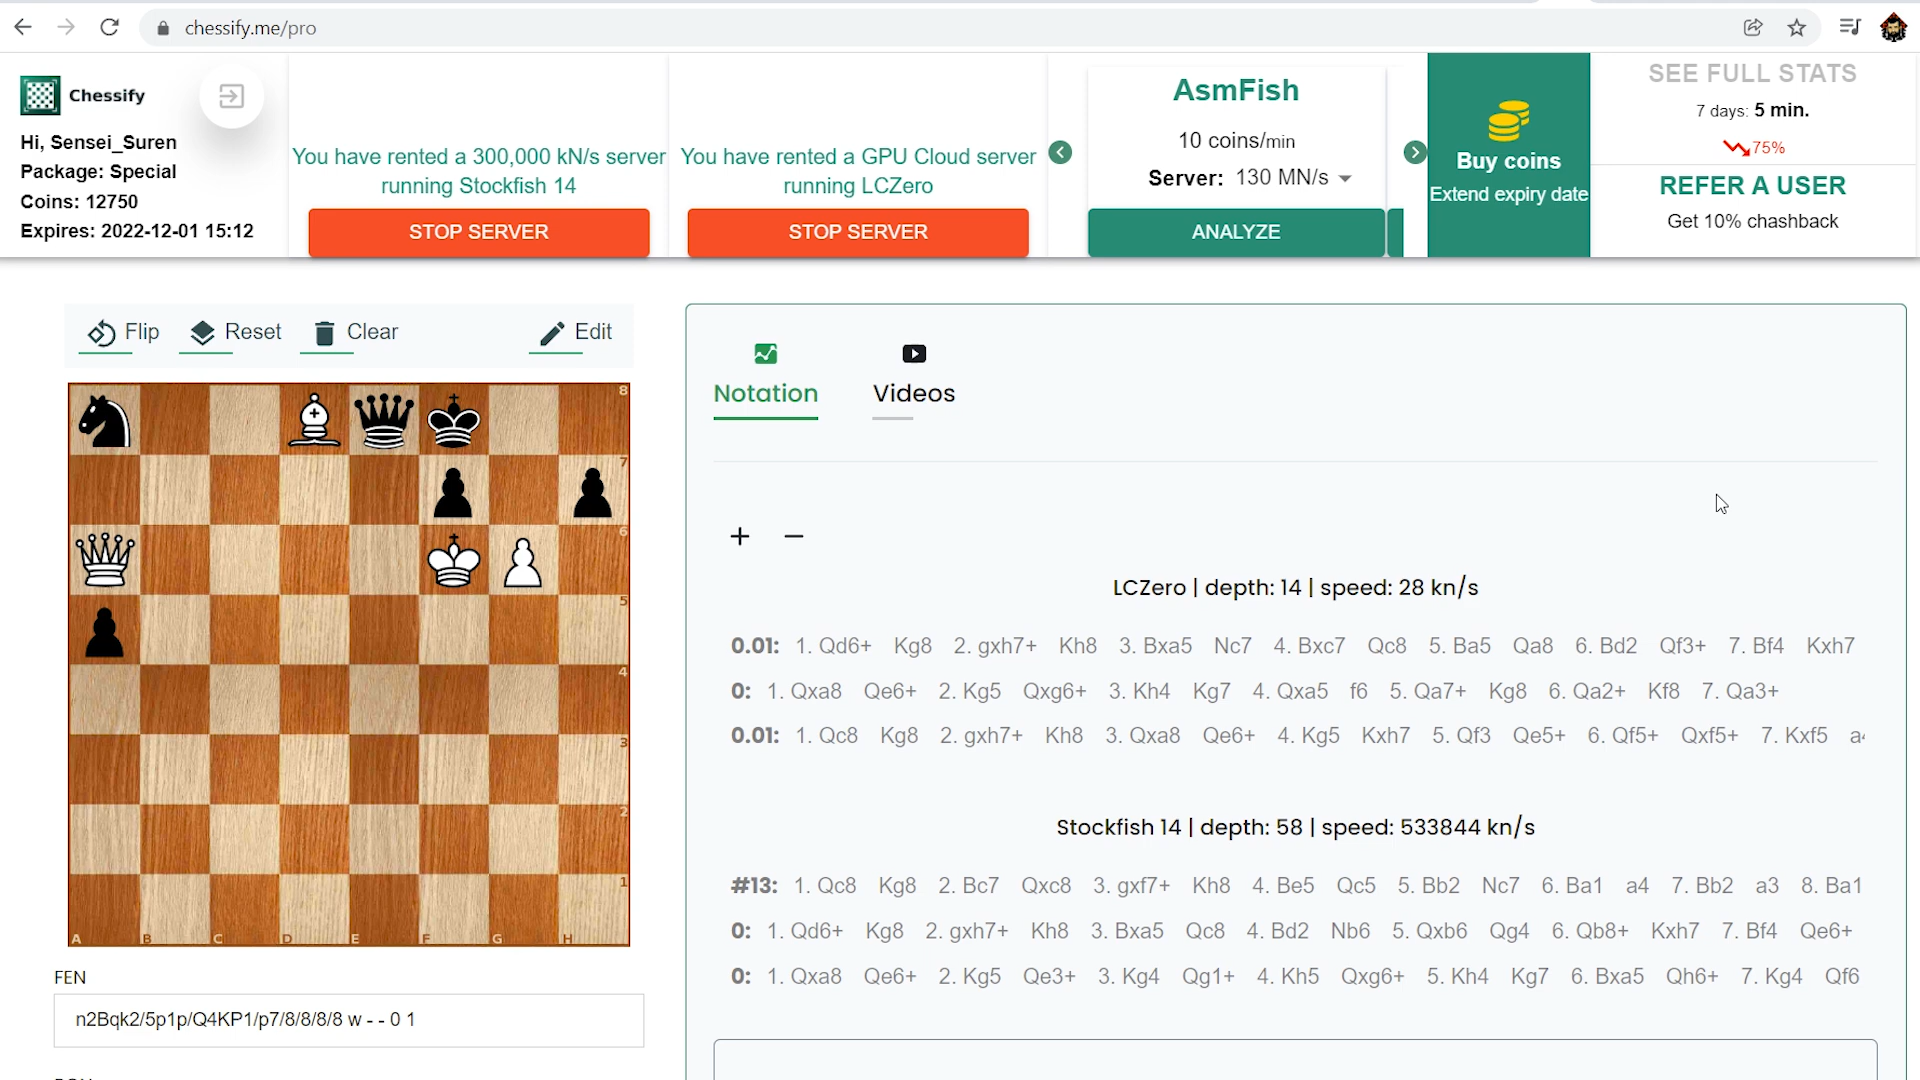 chessify.me/pro
Chessify
Hi, Sensei_Suren
Package: Special
Coins: 12750
Expires: 2022-12-01 15:12
You have rented a 300,000 kN/s server
running Stockfish 14
STOP SERVER
You have rented a GPU Cloud server
running LCZero
STOP SERVER
AsmFish
10 coins/min
Server: 130 MN/s
ANALYZE
Buy coins
Extend expiry date
SEE FULL STATS
7 days: 5 min.
75%
REFER A USER
Get 10% chashback
Flip Reset Clear Edit
8
7
6
5
4
3
2
1
A B C D E F G H
FEN
n2Bqk2/5p1p/Q4KP1/p7/8/8/8/8 w - - 0 1
Notation Videos
+ −
LCZero | depth: 14 | speed: 28 kn/s
0.01: 1. Qd6+ Kg8 2. gxh7+ Kh8 3. Bxa5 Nc7 4. Bxc7 Qc8 5. Ba5 Qa8 6. Bd2 Qf3+ 7. Bf4 Kxh7
0: 1. Qxa8 Qe6+ 2. Kg5 Qxg6+ 3. Kh4 Kg7 4. Qxa5 f6 5. Qa7+ Kg8 6. Qa2+ Kf8 7. Qa3+
0.01: 1. Qc8 Kg8 2. gxh7+ Kh8 3. Qxa8 Qe6+ 4. Kg5 Kxh7 5. Qf3 Qe5+ 6. Qf5+ Qxf5+ 7. Kxf5
Stockfish 14 | depth: 58 | speed: 533844 kn/s
#13: 1. Qc8 Kg8 2. Bc7 Qxc8 3. gxf7+ Kh8 4. Be5 Qc5 5. Bb2 Nc7 6. Ba1 a4 7. Bb2 a3 8. Ba1
0: 1. Qd6+ Kg8 2. gxh7+ Kh8 3. Bxa5 Qc8 4. Bd2 Nb6 5. Qxb6 Qg4 6. Qb8+ Kxh7 7. Bf4 Qe6+
0: 1. Qxa8 Qe6+ 2. Kg5 Qe3+ 3. Kg4 Qg1+ 4. Kh5 Qxg6+ 5. Kh4 Kg7 6. Bxa5 Qh6+ 7. Kg4 Qf6